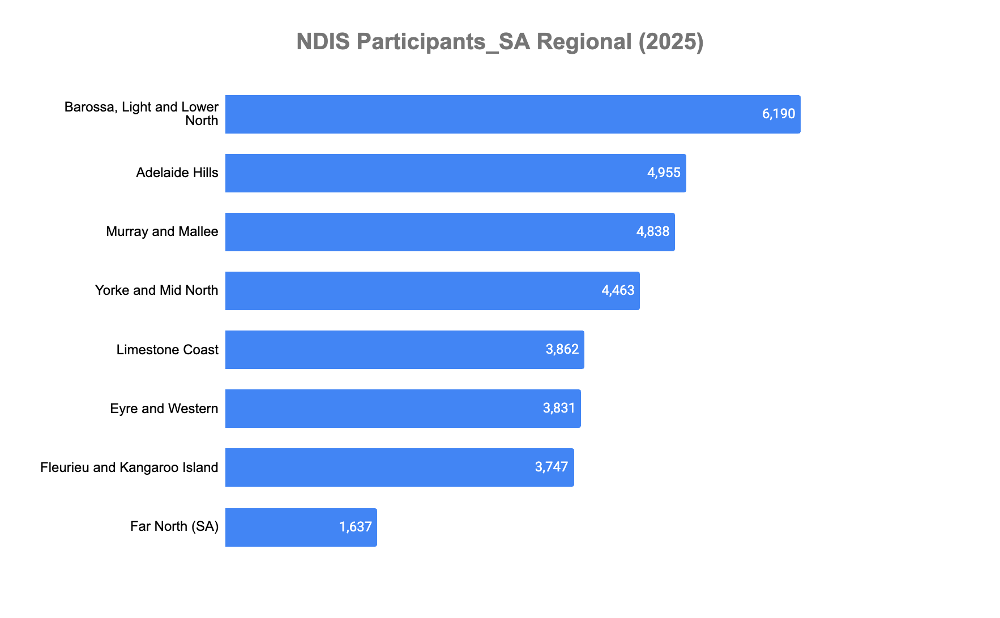 NDIS Participants_SA Regional (2025)
Barossa, Light and Lower
North
6,190
Adelaide Hills
4,955
Murray and Mallee
4,838
Yorke and Mid North
4,463
Limestone Coast
3,862
Eyre and Western
3,831
Fleurieu and Kangaroo Island
3,747
Far North (SA)
1,637